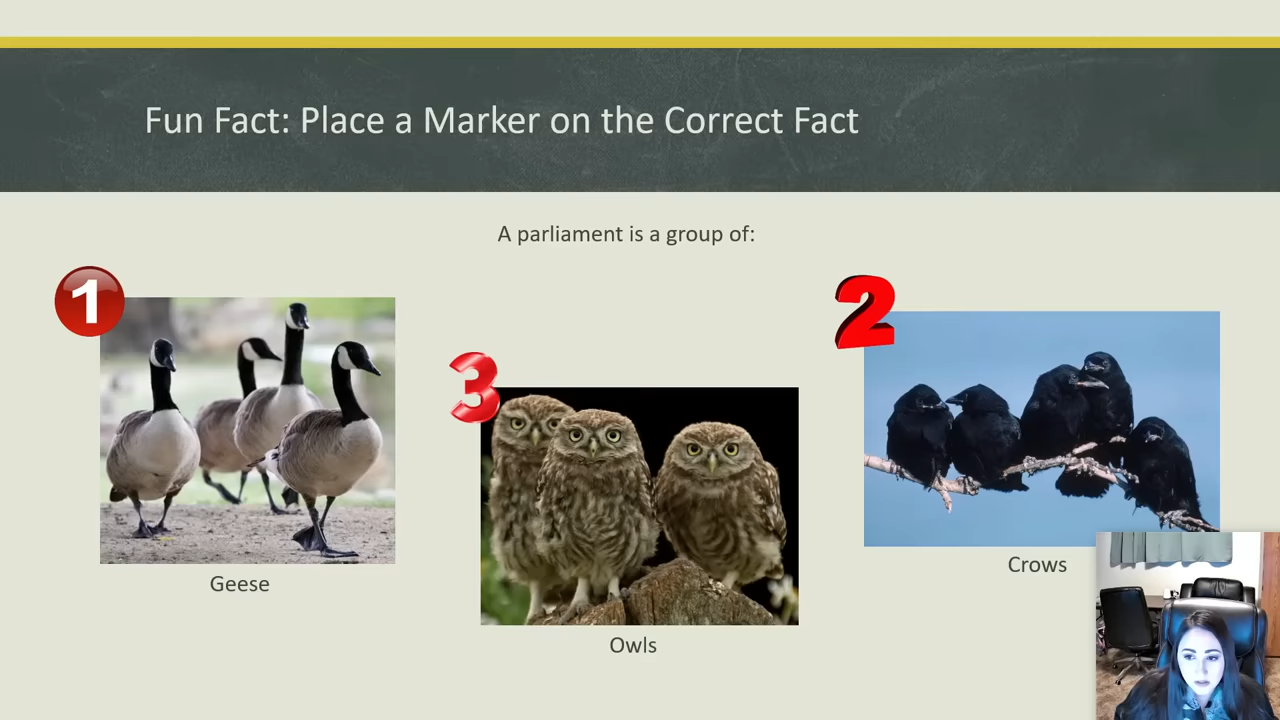 Fun Fact: Place a Marker on the Correct Fact
A parliament is a group of:
1
2
3
Geese
Crows
Owls